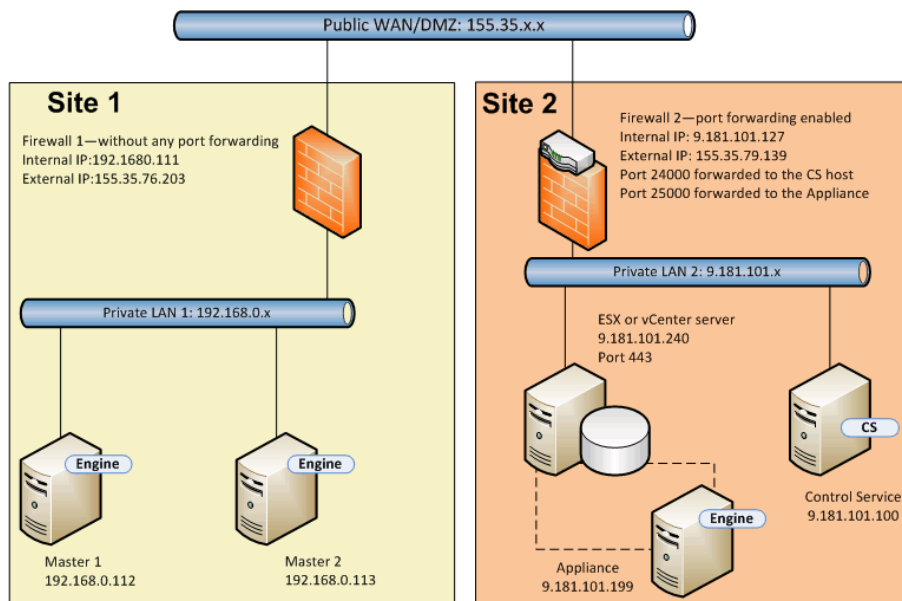 Public WAN/DMZ: 155.35.x.x
Site 1
Firewall 1—without any port forwarding
Internal IP:192.1680.111
External IP:155.35.76.203
Private LAN 1: 192.168.0.x
Engine
Engine
Master 1
192.168.0.112
Master 2
192.168.0.113
Site 2
Firewall 2—port forwarding enabled
Internal IP: 9.181.101.127
External IP: 155.35.79.139
Port 24000 forwarded to the CS host
Port 25000 forwarded to the Appliance
Private LAN 2: 9.181.101.x
ESX or vCenter server
9.181.101.240
Port 443
CS
Control Service
9.181.101.100
Engine
Appliance
9.181.101.199